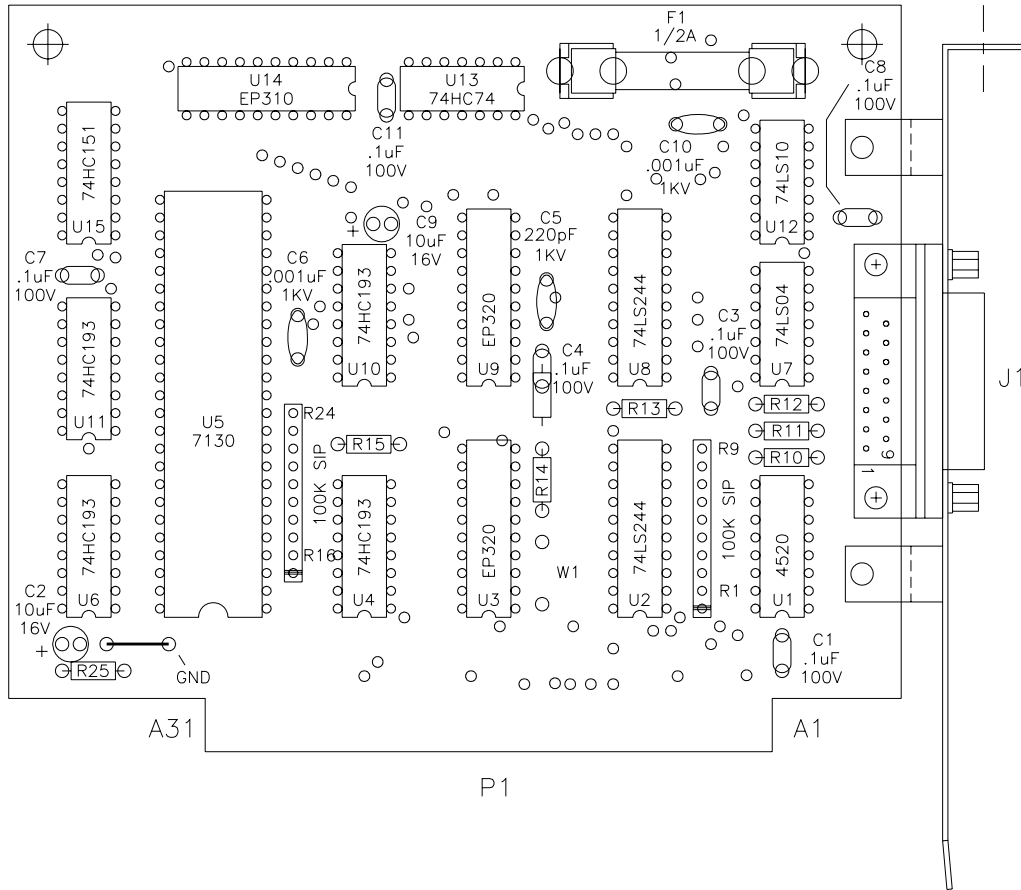 F1
1/2A
C8
.1uF
100V
U14
EP310
U13
74HC74
C11
.1uF
100V
C10
.001uF
1KV
74HC151
U15
74LS10
U12
C7
.1uF
100V
C6
.001uF
1KV
+
C9
10uF
16V
C5
220pF
1KV
74HC193
U10
EP320
U9
74LS244
U8
74LS04
U7
C3
.1uF
100V
C4
.1uF
100V
J1
74HC193
U11
U5
7130
R24
100K SIP
R16
R15
R13
R12
R11
R10
R14
R9
100K SIP
R1
9
1
74HC193
U6
74HC193
U4
EP320
U3
W1
74LS244
U2
4520
U1
C2
10uF
16V
+
R25
GND
C1
.1uF
100V
A31
A1
P1